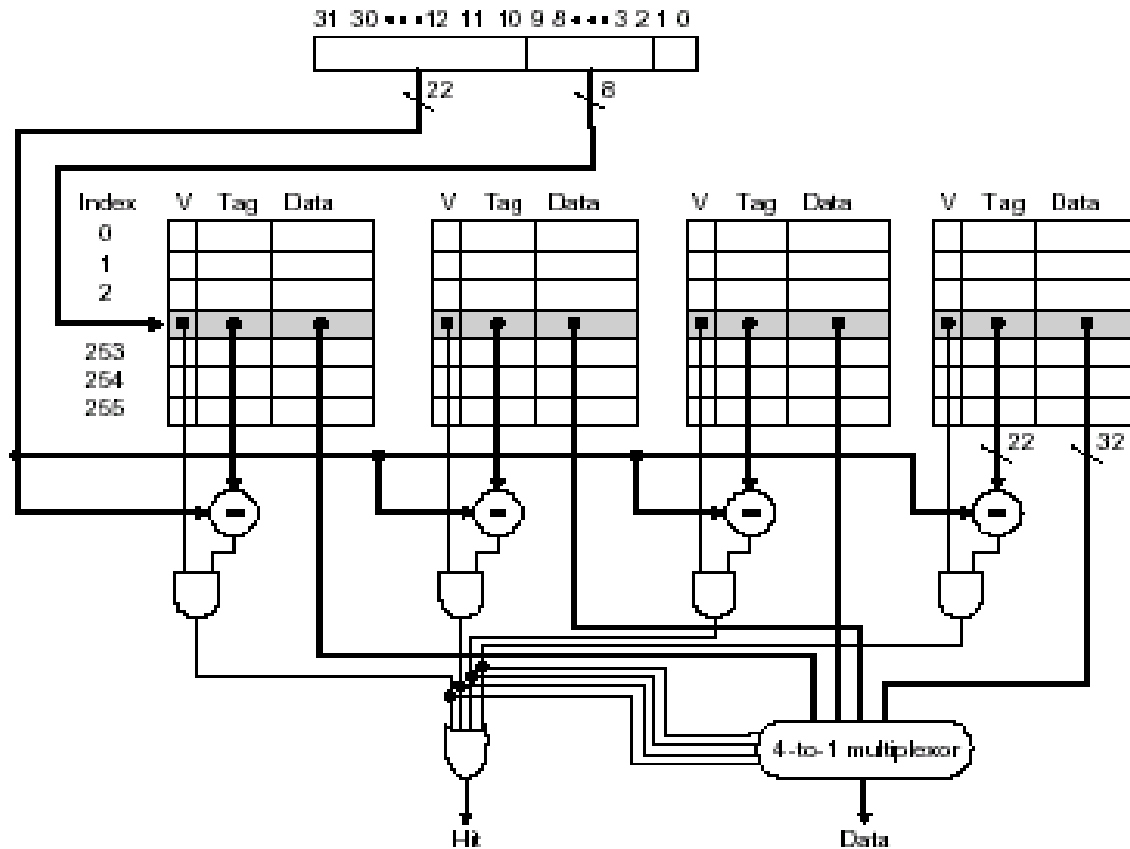 31 30 ••• 12 11 10 9 8 ••• 3 2 1 0
22
8
Index V Tag Data V Tag Data V Tag Data V Tag Data
0
1
2
253
254
255
22 32
4-to-1 multiplexor
Hit
Data